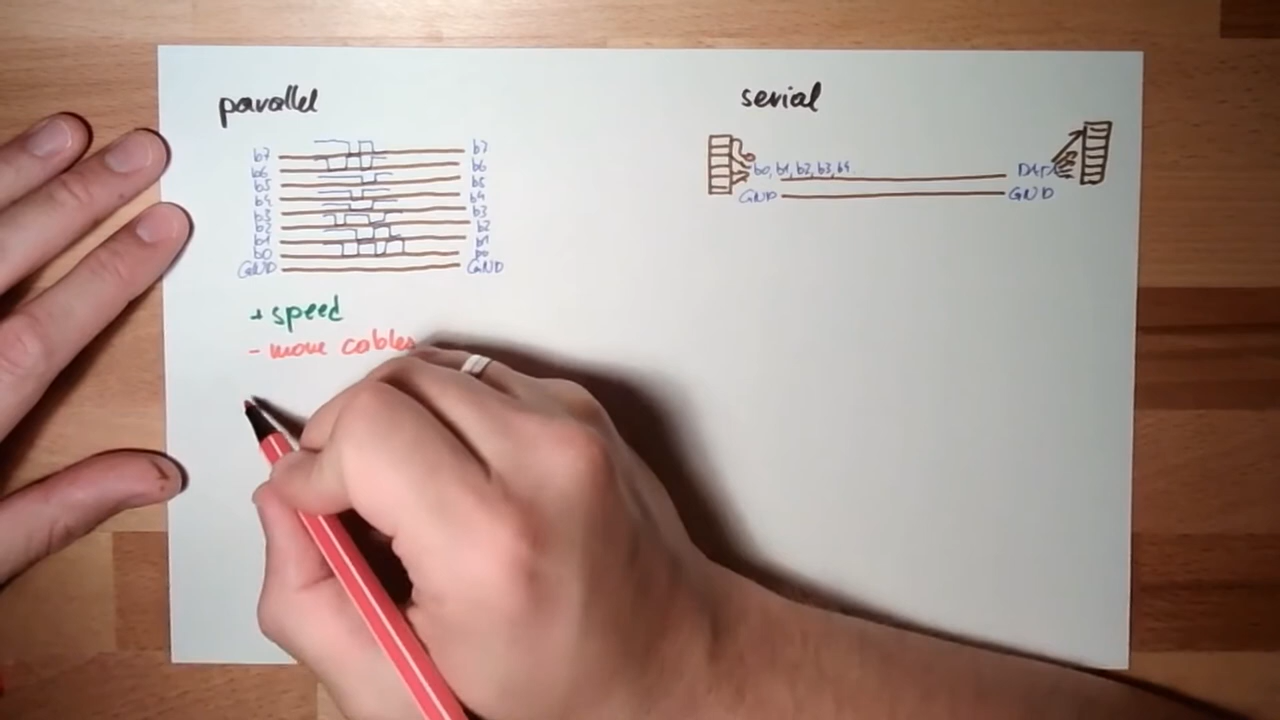 parallel
b7 b7
b6 b6
b5 b5
b4 b4
b3 b3
b2 b2
b1 b1
b0 b0
GND GND
+ speed
- more cables
serial
b0, b1, b2, b3, b4. DATA
GND GND